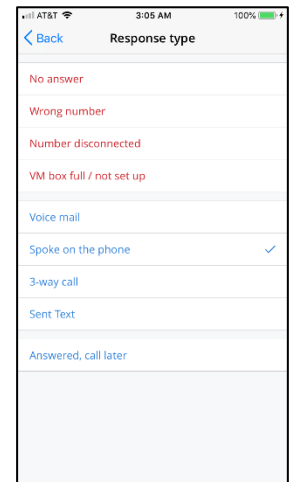 AT&T 3:05 AM 100%
Back Response type
No answer
Wrong number
Number disconnected
VM box full / not set up
Voice mail
Spoke on the phone
3-way call
Sent Text
Answered, call later